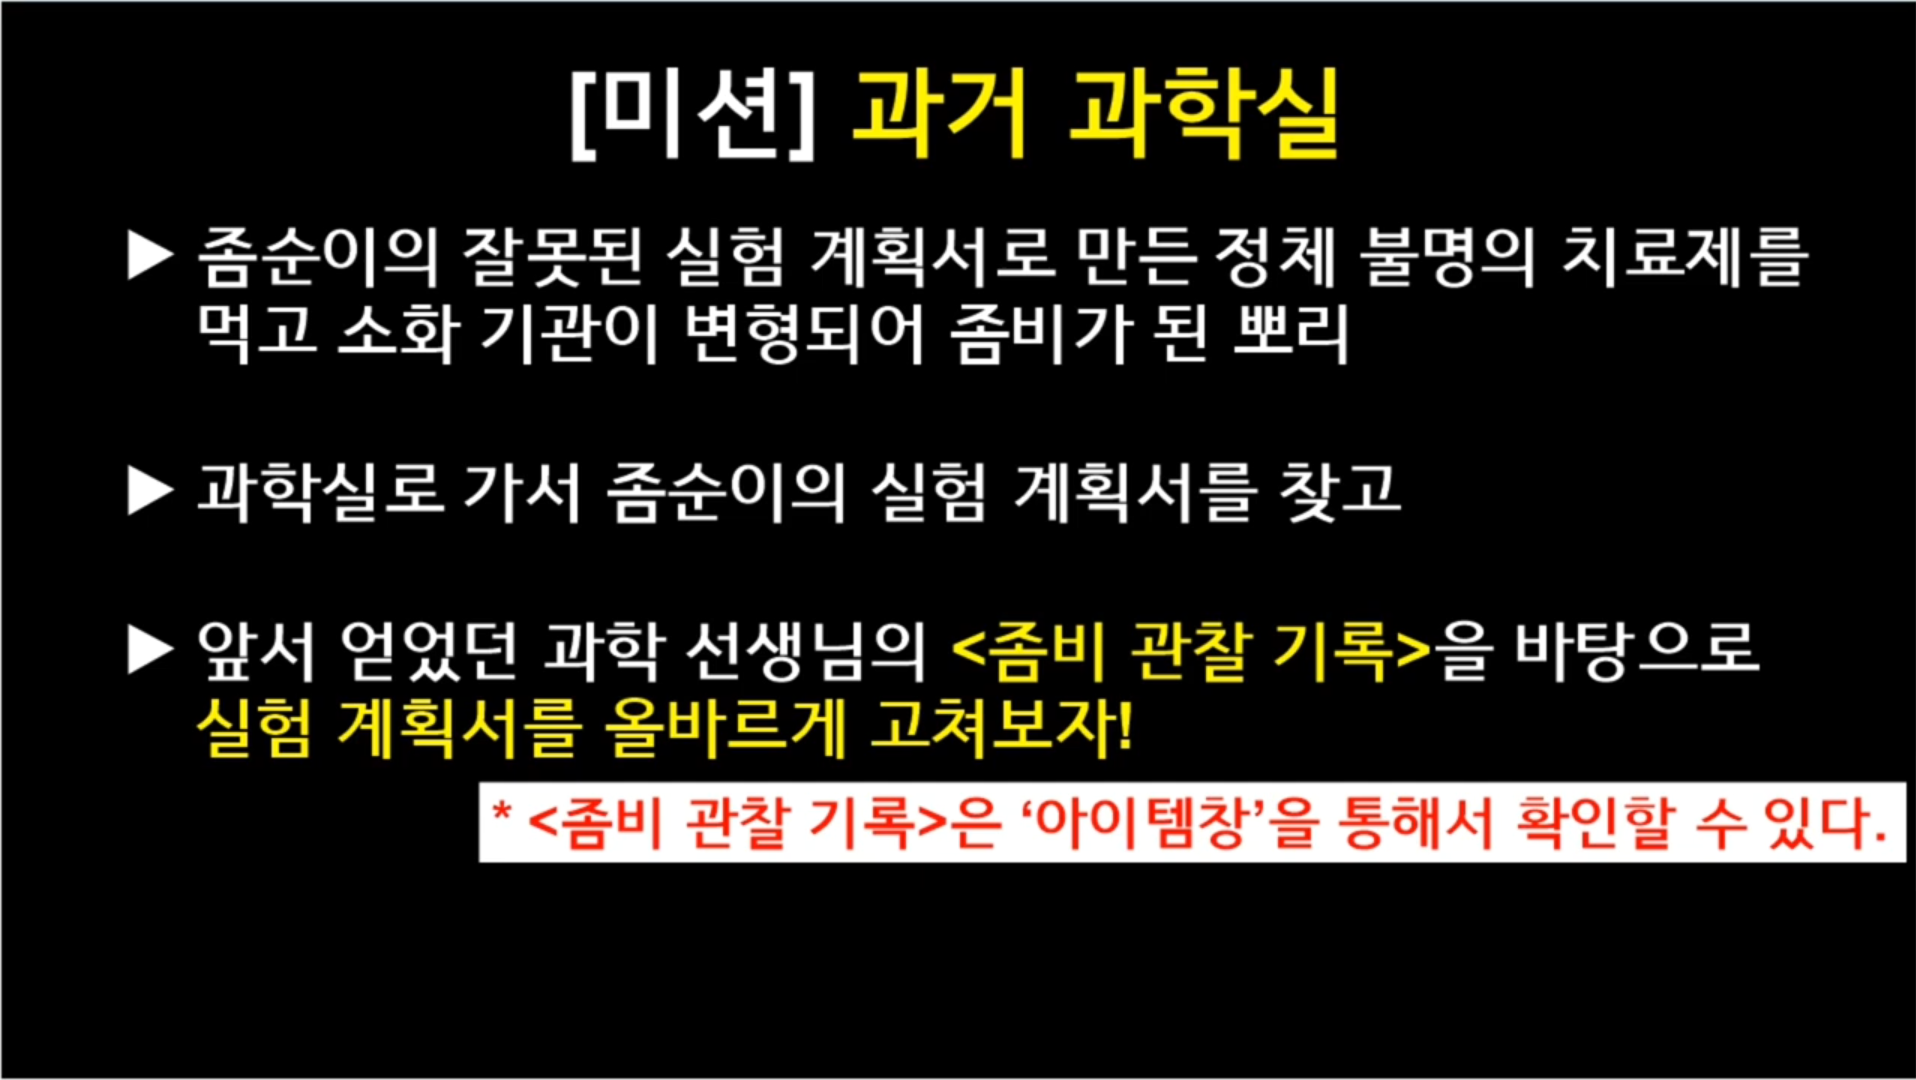 [미션] 과거 과학실
▶ 좀순이의 잘못된 실험 계획서로 만든 정체 불명의 치료제를
먹고 소화 기관이 변형되어 좀비가 된 뽀리
▶ 과학실로 가서 좀순이의 실험 계획서를 찾고
▶ 앞서 얻었던 과학 선생님의 <좀비 관찰 기록>을 바탕으로
실험 계획서를 올바르게 고쳐보자!
* <좀비 관찰 기록>은 ‘아이템창’을 통해서 확인할 수 있다.